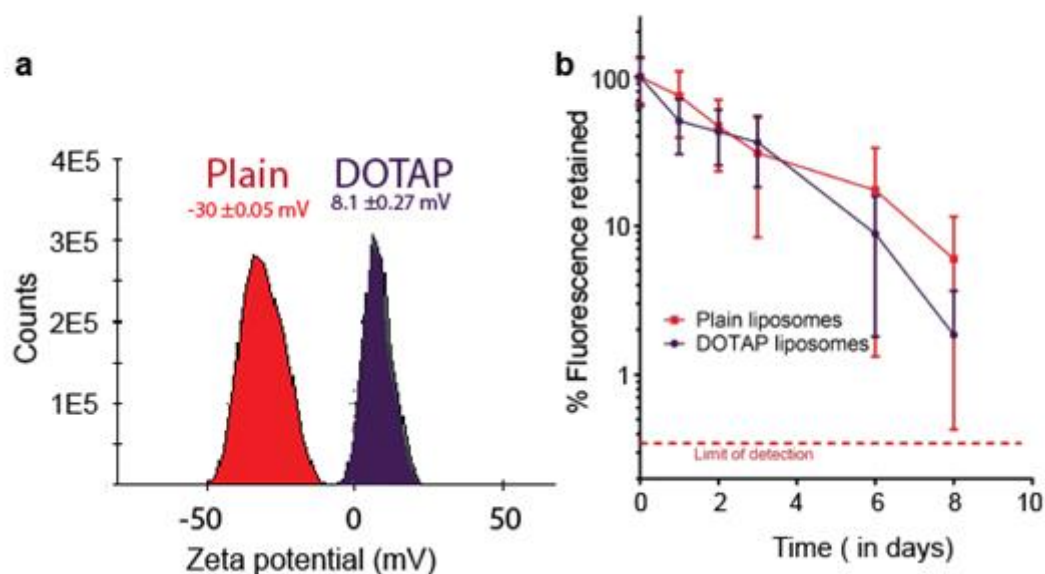 a
Plain
-30 ±0.05 mV
DOTAP
8.1 ±0.27 mV
4E5
3E5
2E5
1E5
Counts
-50
0
50
Zeta potential (mV)
b
100
10
1
% Fluorescence retained
Plain liposomes
DOTAP liposomes
Limit of detection
0
2
4
6
8
10
Time ( in days)